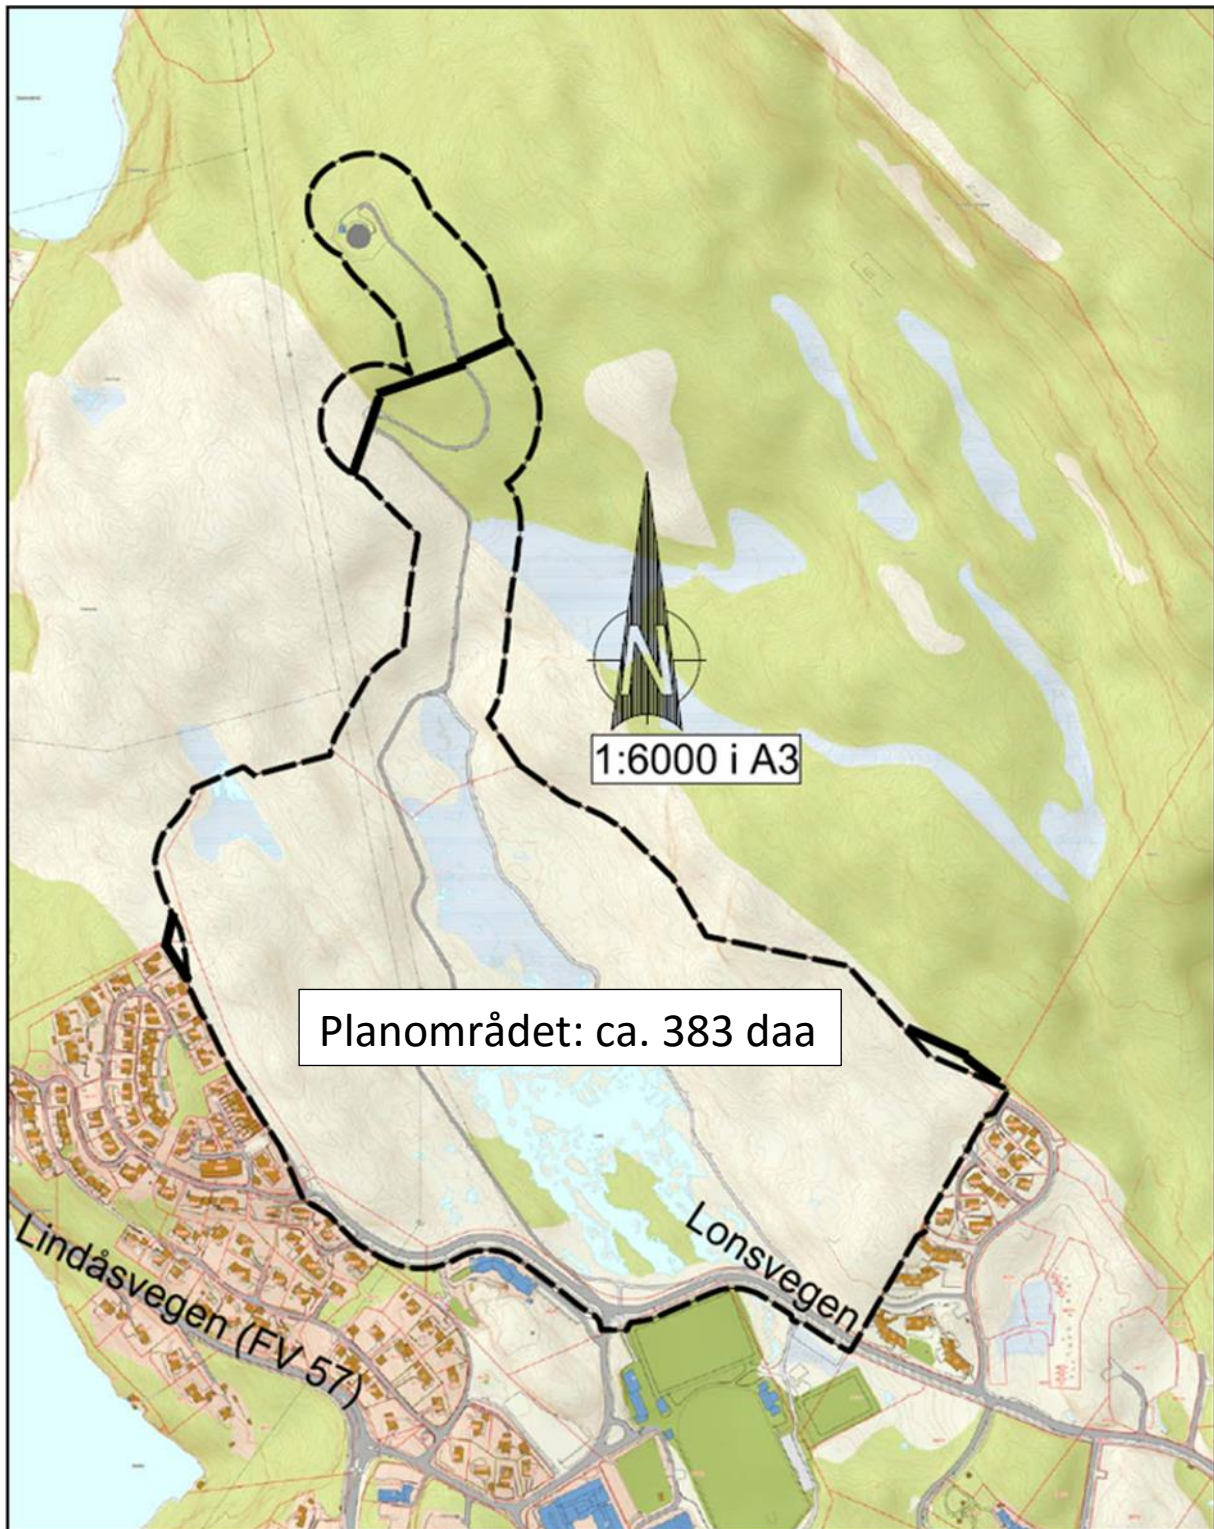 N
1:6000 i A3
Planområdet: ca. 383 daa
Lonsvegen
Lindåsvegen (FV 57)